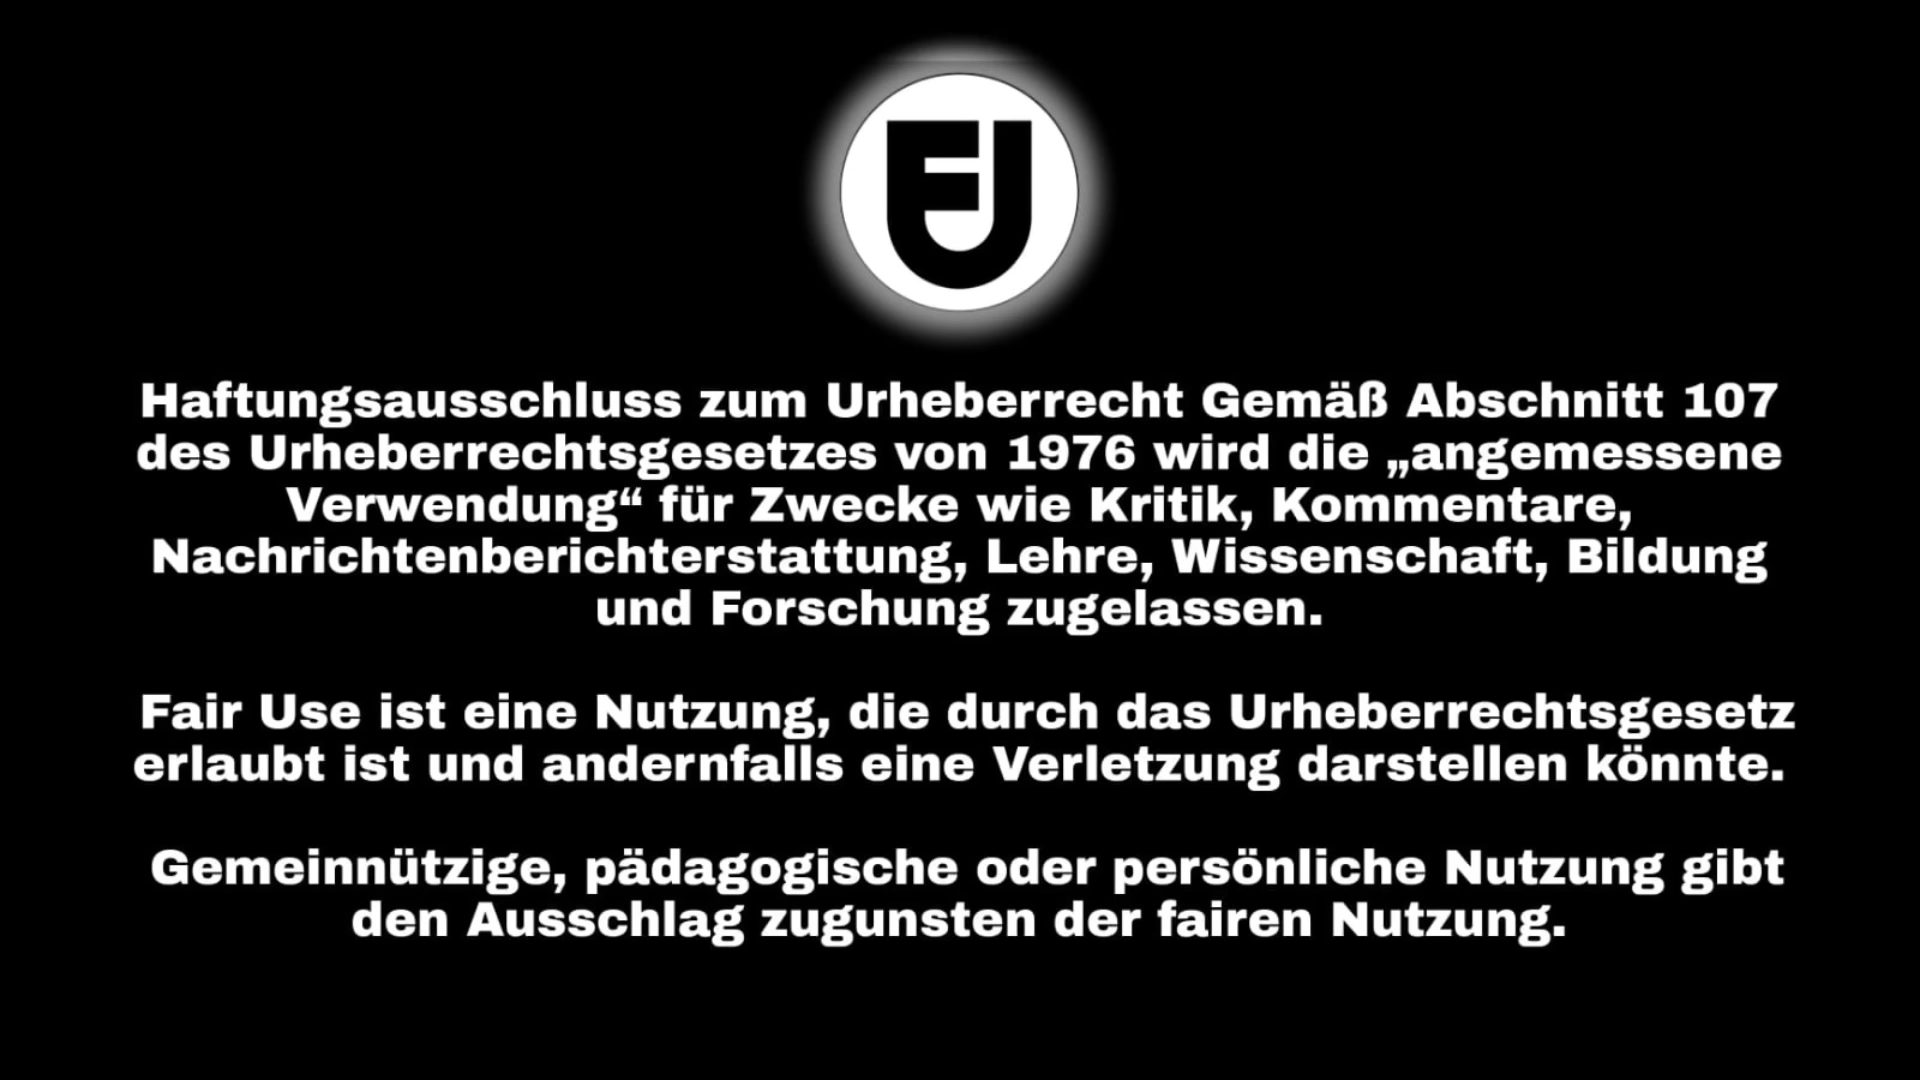 FU
Haftungsausschluss zum Urheberrecht Gemäß Abschnitt 107
des Urheberrechtsgesetzes von 1976 wird die „angemessene
Verwendung“ für Zwecke wie Kritik, Kommentare,
Nachrichtenberichterstattung, Lehre, Wissenschaft, Bildung
und Forschung zugelassen.
Fair Use ist eine Nutzung, die durch das Urheberrechtsgesetz
erlaubt ist und andernfalls eine Verletzung darstellen könnte.
Gemeinnützige, pädagogische oder persönliche Nutzung gibt
den Ausschlag zugunsten der fairen Nutzung.